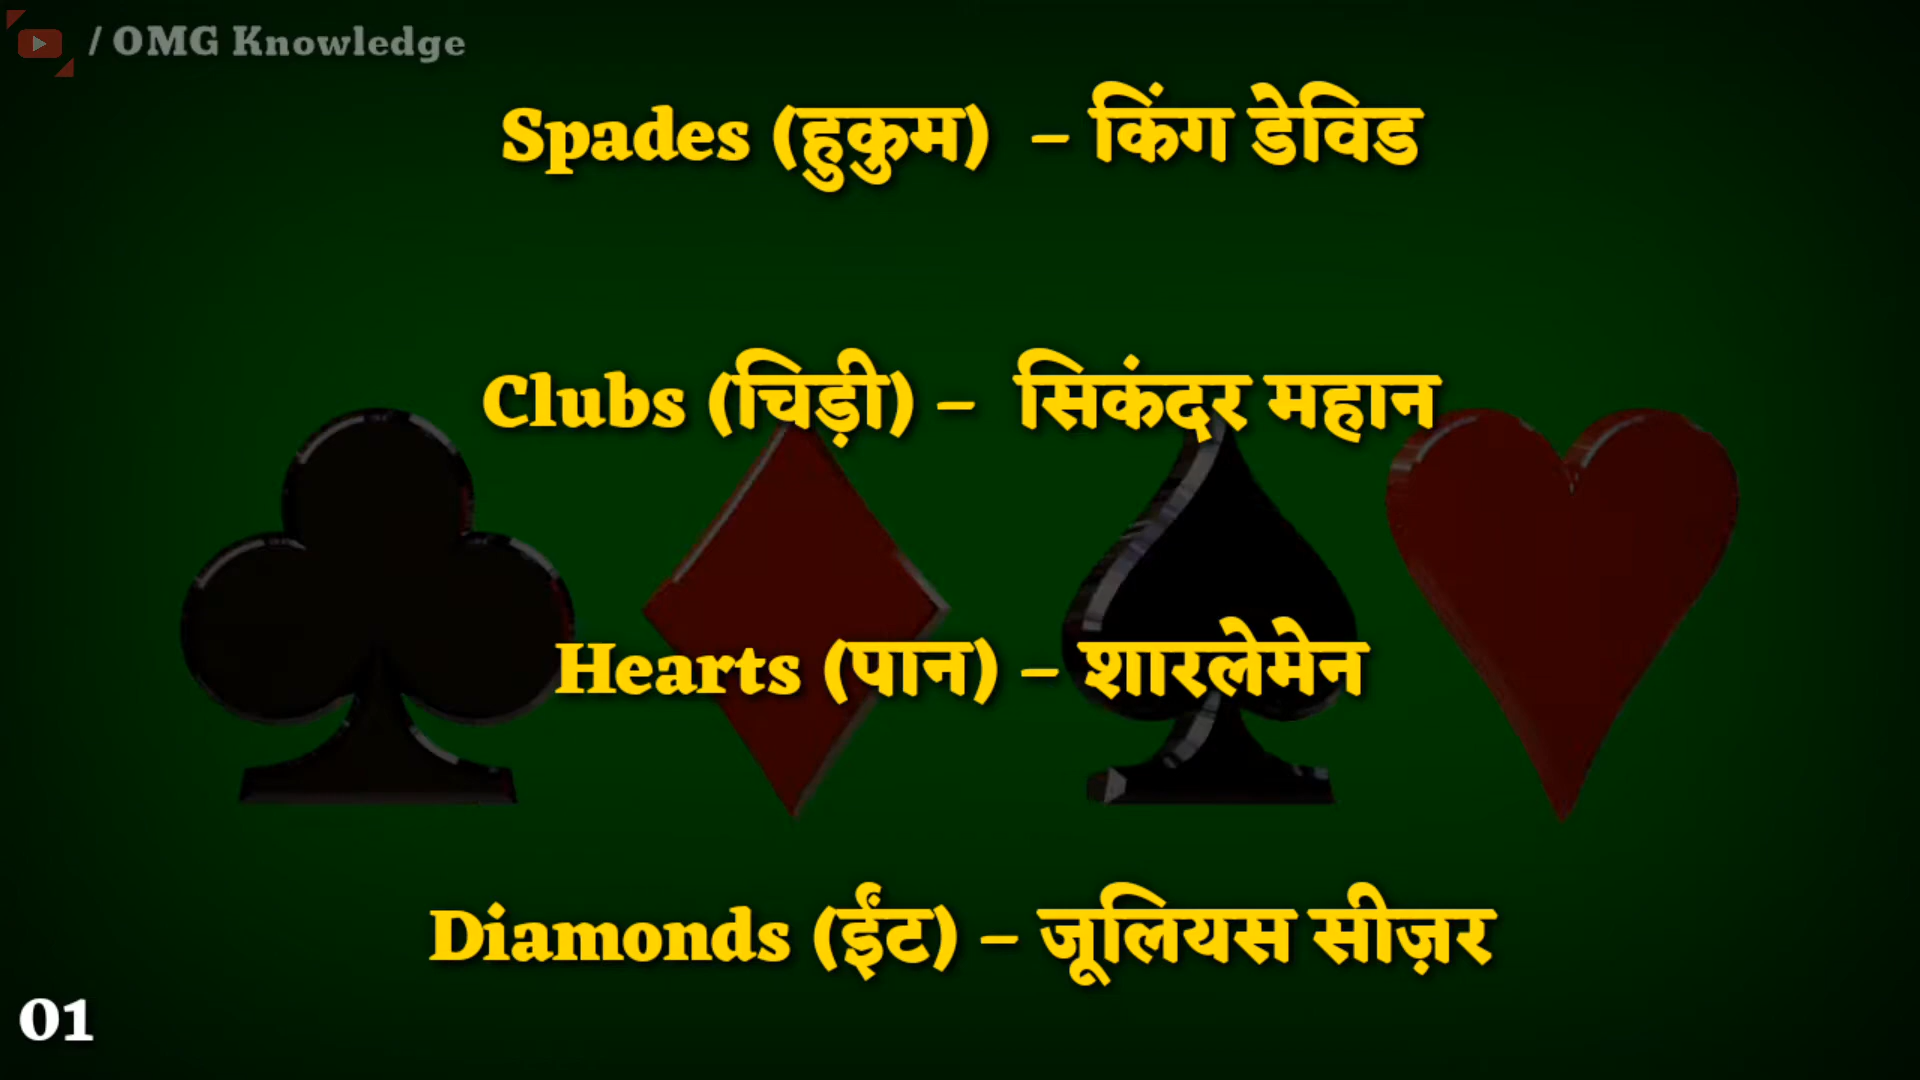 / OMG Knowledge
Spades (हुकुम) – किंग डेविड
Clubs (चिड़ी) – सिकंदर महान
Hearts (पान) – शारलेमेन
Diamonds (ईंट) – जूलियस सीज़र
01